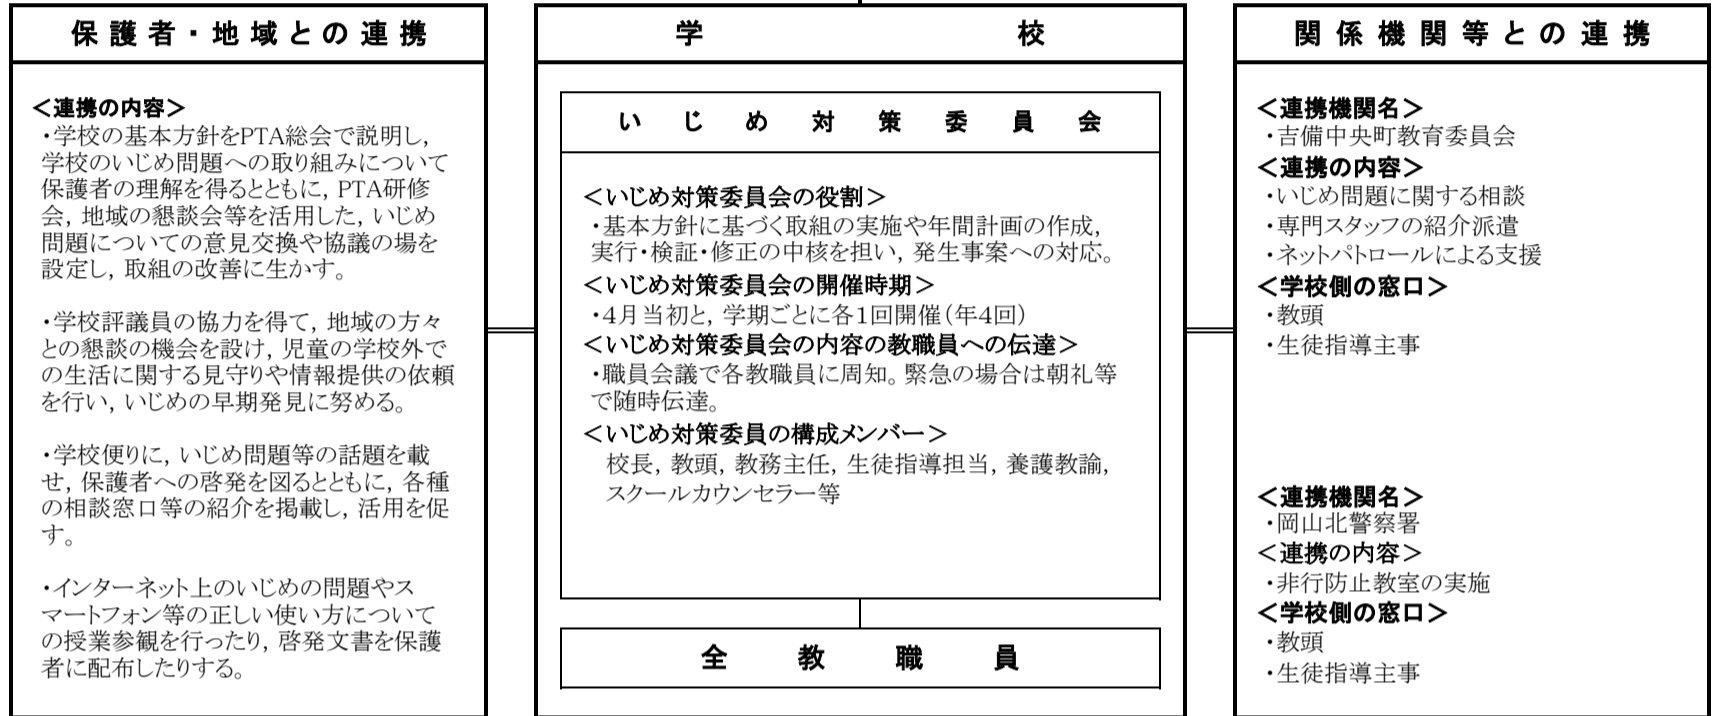 保護者・地域との連携
＜連携の内容＞
・学校の基本方針をPTA総会で説明し，
学校のいじめ問題への取り組みについて
保護者の理解を得るとともに，PTA研修
会，地域の懇談会等を活用した，いじめ
問題についての意見交換や協議の場を
設定し，取組の改善に生かす。
・学校評議員の協力を得て，地域の方々
との懇談の機会を設け，児童の学校外で
の生活に関する見守りや情報提供の依頼
を行い，いじめの早期発見に努める。
・学校便りに，いじめ問題等の話題を載
せ，保護者への啓発を図るとともに，各種
の相談窓口等の紹介を掲載し，活用を促
す。
・インターネット上のいじめの問題やス
マートフォン等の正しい使い方について
の授業参観を行ったり，啓発文書を保護
者に配布したりする。
学校
いじめ対策委員会
＜いじめ対策委員会の役割＞
・基本方針に基づく取組の実施や年間計画の作成，
実行・検証・修正の中核を担い，発生事案への対応。
＜いじめ対策委員会の開催時期＞
・4月当初と，学期ごとに各1回開催（年4回）
＜いじめ対策委員会の内容の教職員への伝達＞
・職員会議で各教職員に周知。緊急の場合は朝礼等
で随時伝達。
＜いじめ対策委員の構成メンバー＞
校長，教頭，教務主任，生徒指導担当，養護教諭，
スクールカウンセラー等
全教職員
関係機関等との連携
＜連携機関名＞
・吉備中央町教育委員会
＜連携の内容＞
・いじめ問題に関する相談
・専門スタッフの紹介派遣
・ネットパトロールによる支援
＜学校側の窓口＞
・教頭
・生徒指導主事
＜連携機関名＞
・岡山北警察署
＜連携の内容＞
・非行防止教室の実施
＜学校側の窓口＞
・教頭
・生徒指導主事